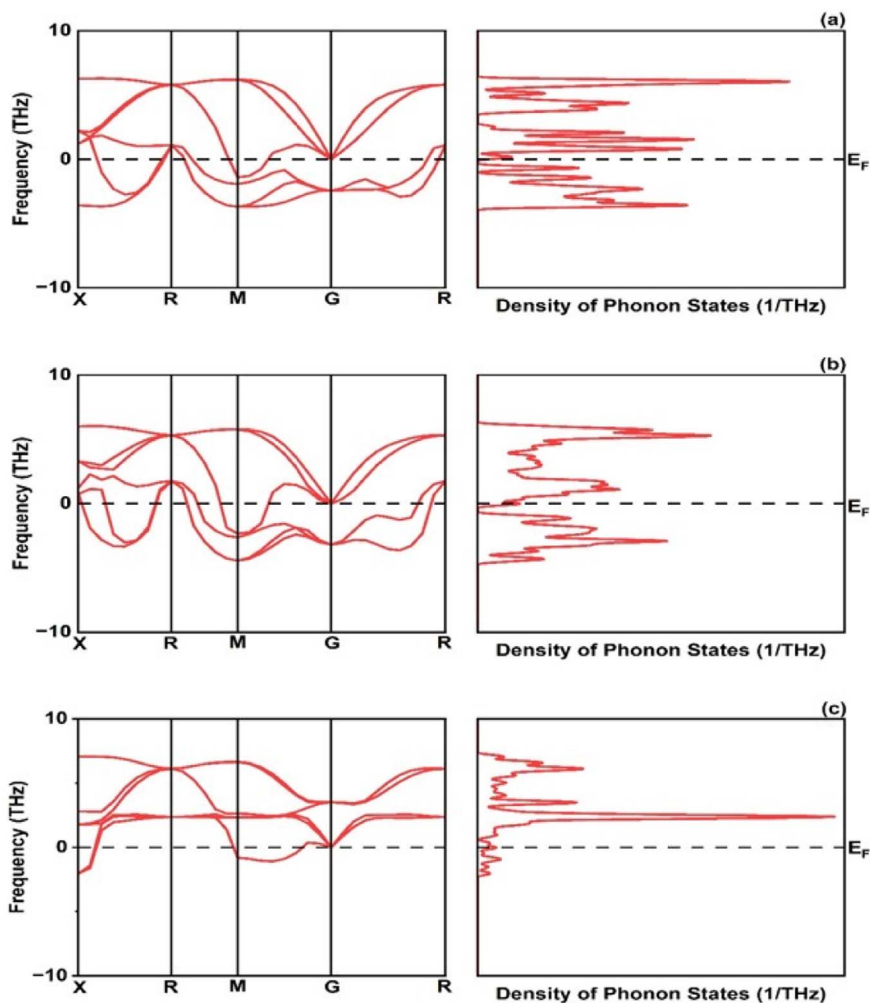 (a)
10
0
−10
Frequency (THz)
X R M G R
E_F
Density of Phonon States (1/THz)
(b)
10
0
−10
Frequency (THz)
X R M G R
E_F
Density of Phonon States (1/THz)
(c)
10
0
−10
Frequency (THz)
X R M G R
E_F
Density of Phonon States (1/THz)